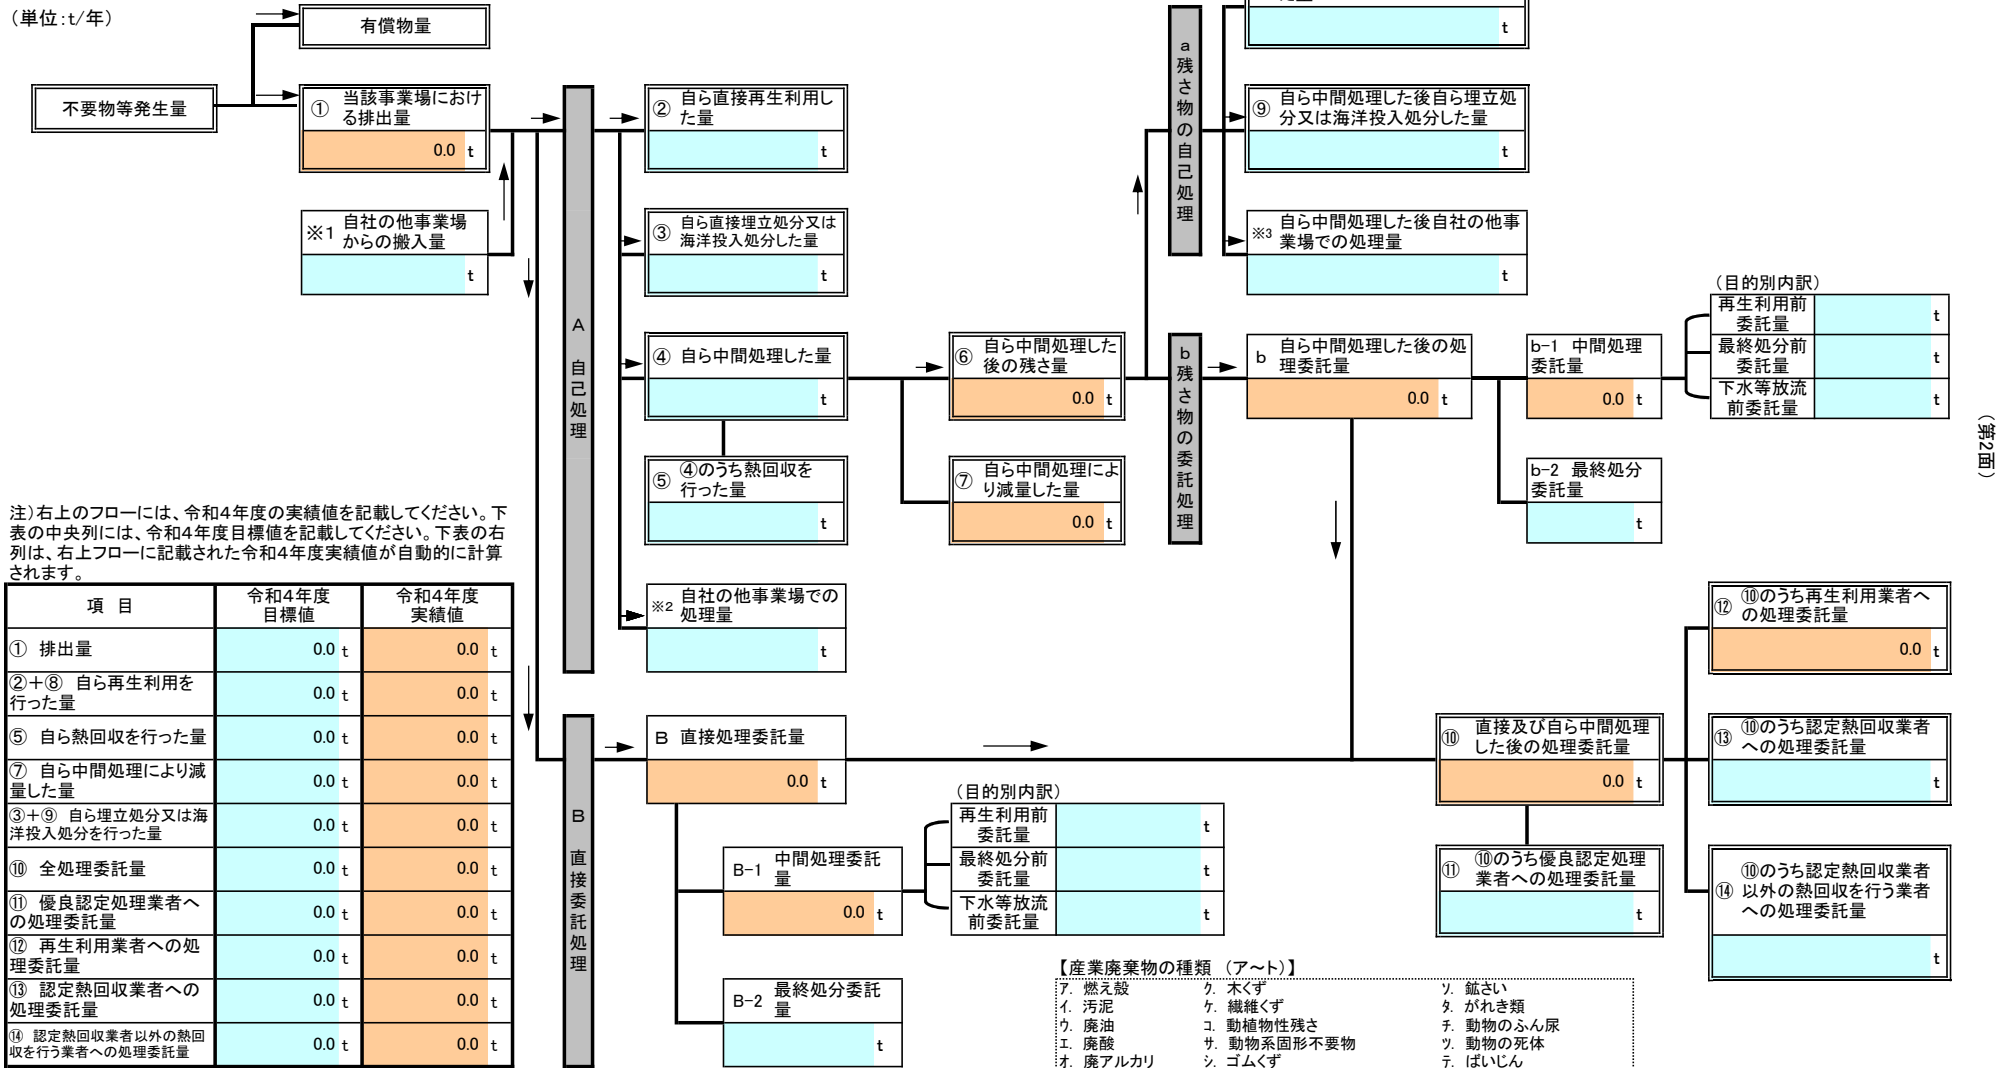 (単位:t/年)
有償物量
不要物等発生量
① 当該事業場におけ
る排出量
0.0 t
※1 自社の他事業場
からの搬入量
t
A 自己処理
② 自ら直接再生利用し
た量
t
③ 自ら直接埋立処分又は
海洋投入処分した量
t
④ 自ら中間処理した量
t
⑤ ④のうち熱回収を
行った量
t
※2 自社の他事業場での
処理量
t
⑥ 自ら中間処理した
後の残さ量
0.0 t
⑦ 自ら中間処理によ
り減量した量
0.0 t
a残さ物の自己処理
t
⑨ 自ら中間処理した後自ら埋立処
分又は海洋投入処分した量
t
※3 自ら中間処理した後自社の他事
業場での処理量
t
b残さ物の委託処理
b 自ら中間処理した後の処
理委託量
0.0 t
b-1 中間処理
委託量
0.0 t
b-2 最終処分
委託量
t
(目的別内訳)
再生利用前
委託量
t
最終処分前
委託量
t
下水等放流
前委託量
t
(第2面)
注)右上のフローには、令和4年度の実績値を記載してください。下
表の中央列には、令和4年度目標値を記載してください。下表の右
列は、右上フローに記載された令和4年度実績値が自動的に計算
されます。
項 目
令和4年度
目標値
令和4年度
実績値
① 排出量
0.0 t 0.0 t
②+⑧ 自ら再生利用を
行った量
0.0 t 0.0 t
⑤ 自ら熱回収を行った量
0.0 t 0.0 t
⑦ 自ら中間処理により減
量した量
0.0 t 0.0 t
③+⑨ 自ら埋立処分又は海
洋投入処分を行った量
0.0 t 0.0 t
⑩ 全処理委託量
0.0 t 0.0 t
⑪ 優良認定処理業者へ
の処理委託量
0.0 t 0.0 t
⑫ 再生利用業者への処
理委託量
0.0 t 0.0 t
⑬ 認定熱回収業者への
処理委託量
0.0 t 0.0 t
⑭ 認定熱回収業者以外の熱回
収を行う業者への処理委託量
0.0 t 0.0 t
B 直接委託処理
B 直接処理委託量
0.0 t
B-1 中間処理委託
量
0.0 t
B-2 最終処分委託
量
t
(目的別内訳)
再生利用前
委託量
t
最終処分前
委託量
t
下水等放流
前委託量
t
⑩ 直接及び自ら中間処理
した後の処理委託量
0.0 t
⑪ ⑩のうち優良認定処理
業者への処理委託量
t
⑫ ⑩のうち再生利用業者へ
の処理委託量
0.0 t
⑬ ⑩のうち認定熱回収業者
への処理委託量
t
⑭ ⑩のうち認定熱回収業者
以外の熱回収を行う業者
への処理委託量
t
【産業廃棄物の種類 (ア~ト)】
ア. 燃え殻 ク. 木くず ソ. 鉱さい
イ. 汚泥 ケ. 繊維くず タ. がれき類
ウ. 廃油 コ. 動植物性残さ チ. 動物のふん尿
エ. 廃酸 サ. 動物系固形不要物 ツ. 動物の死体
オ. 廃アルカリ シ. ゴムくず テ. ばいじん